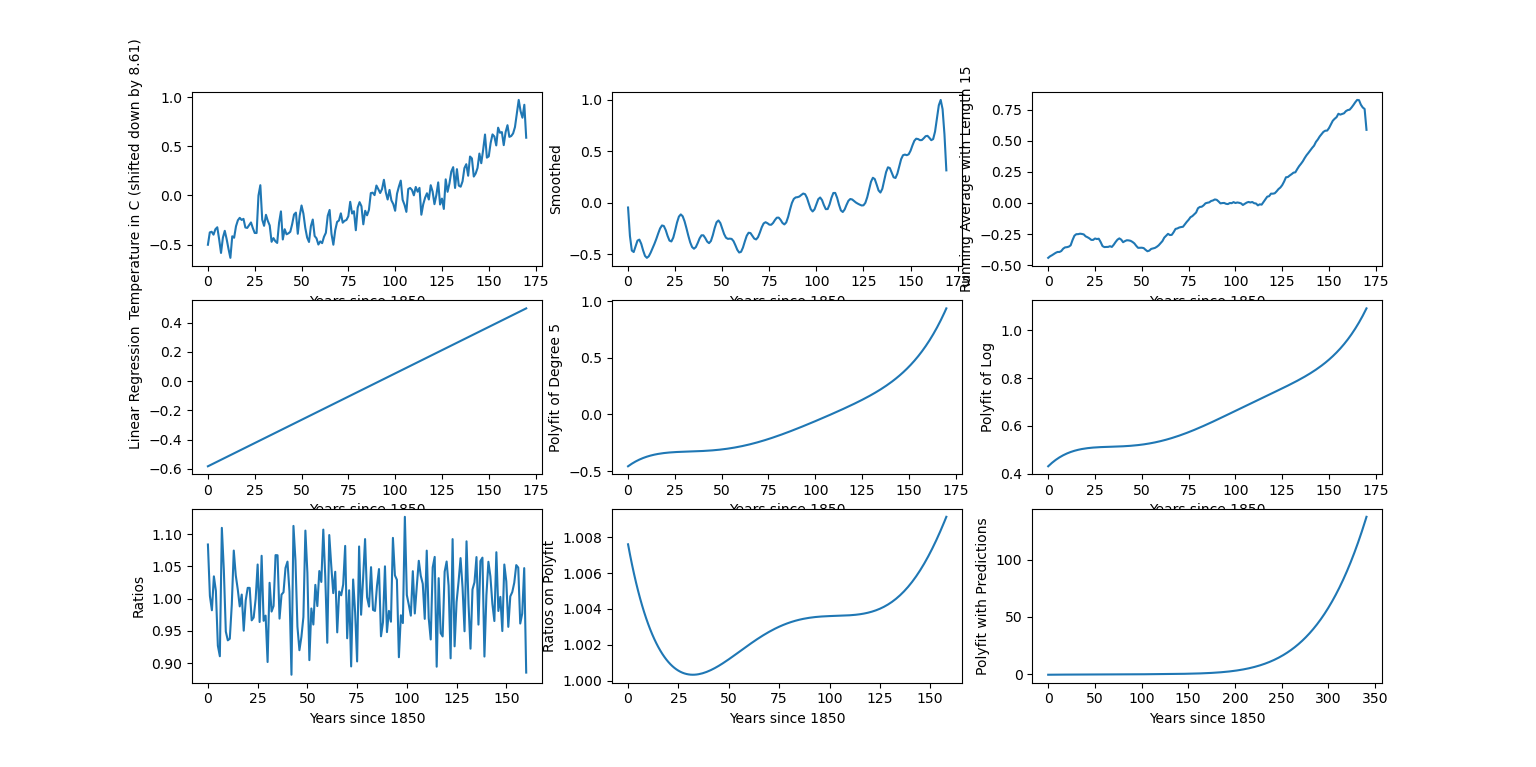 Temperature in C (shifted down by 8.61)
1.0
0.5
0.0
−0.5
0 25 50 75 100 125 150 175
Years since 1850
Smoothed
1.0
0.5
0.0
−0.5
0 25 50 75 100 125 150 175
Years since 1850
Running Average with Length 15
0.75
0.50
0.25
0.00
−0.25
−0.50
0 25 50 75 100 125 150 175
Linear Regression
0.4
0.2
0.0
−0.2
−0.4
−0.6
0 25 50 75 100 125 150 175
Years since 1850
Polyfit of Degree 5
1.0
0.5
0.0
−0.5
0 25 50 75 100 125 150 175
Years since 1850
Polyfit of Log
1.0
0.8
0.6
0.4
0 25 50 75 100 125 150 175
Ratios
1.10
1.05
1.00
0.95
0.90
0 25 50 75 100 125 150
Years since 1850
Ratios on Polyfit
1.008
1.006
1.004
1.002
1.000
0 25 50 75 100 125 150
Years since 1850
Polyfit with Predictions
100
50
0
0 50 100 150 200 250 300 350
Years since 1850